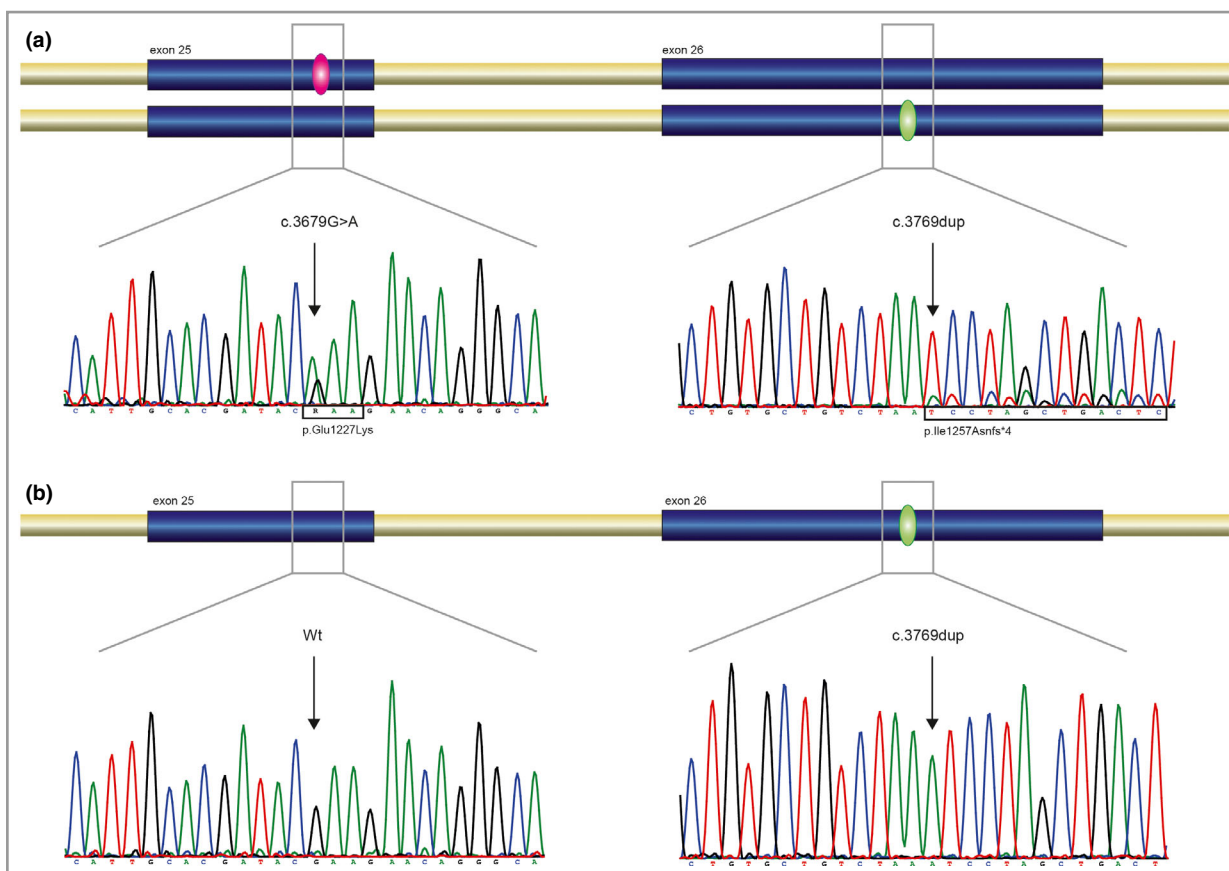 (a)
exon 25
exon 26
c.3679G>A
c.3769dup
C A T T G C A C G A T A C R A A G A A C A G G G C A
C T G T G C T G T C T A A T C C T A G C T G A C T C
p.Glu1227Lys
p.Ile1257Asnfs*4
(b)
exon 25
exon 26
Wt
c.3769dup
C A T T G C A C G A T A C G A A G A A C A G G G C A
C T G T G C T G T C T A A A T C C T A G C T G A C T